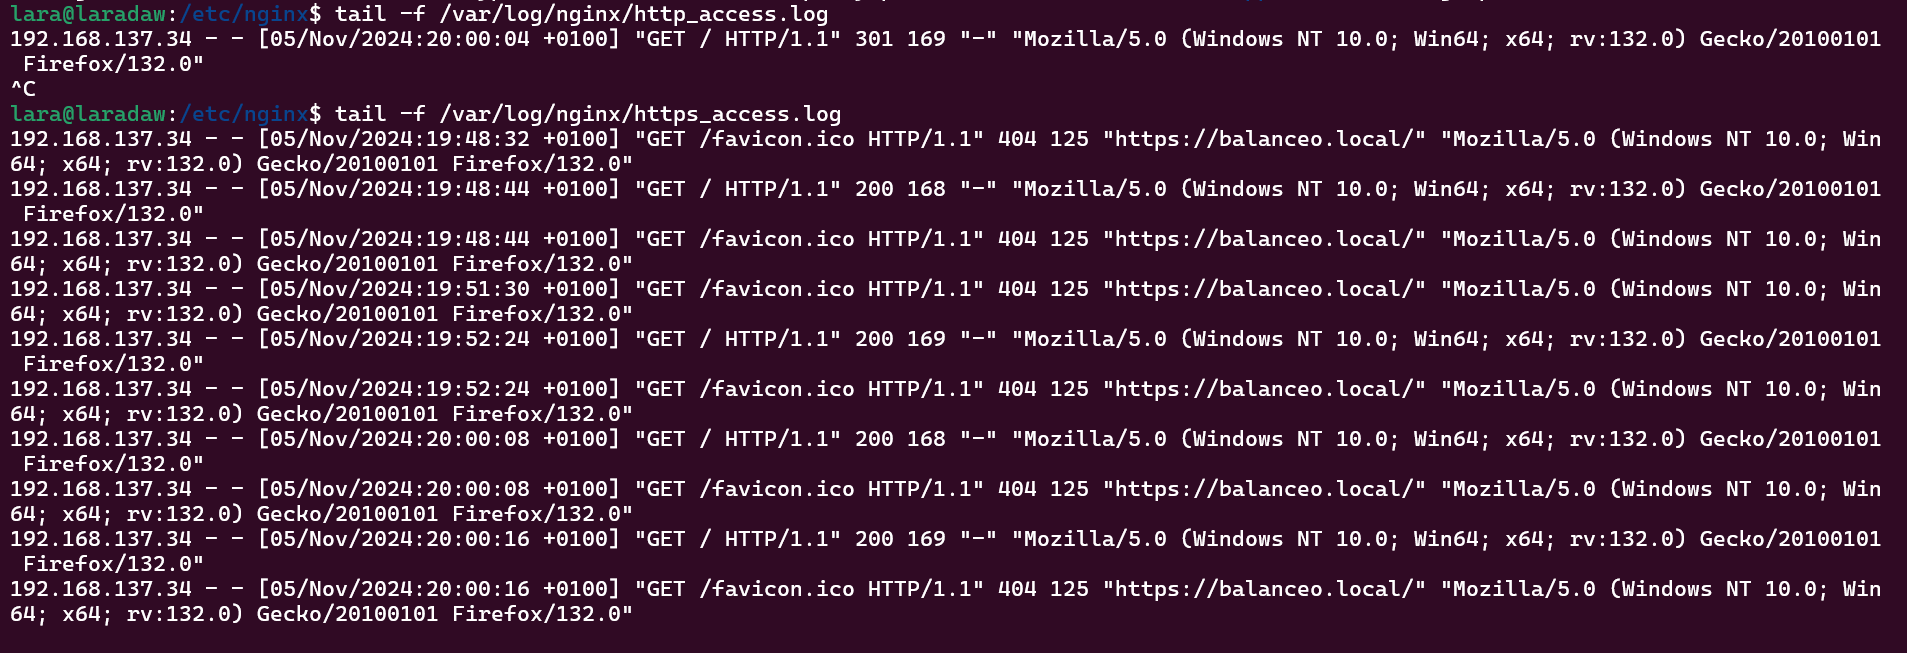 lara@laradaw:/etc/nginx$ tail -f /var/log/nginx/http_access.log
192.168.137.34 - - [05/Nov/2024:20:00:04 +0100] "GET / HTTP/1.1" 301 169 "-" "Mozilla/5.0 (Windows NT 10.0; Win64; x64; rv:132.0) Gecko/20100101
 Firefox/132.0"
^C
lara@laradaw:/etc/nginx$ tail -f /var/log/nginx/https_access.log
192.168.137.34 - - [05/Nov/2024:19:48:32 +0100] "GET /favicon.ico HTTP/1.1" 404 125 "https://balanceo.local/" "Mozilla/5.0 (Windows NT 10.0; Win
64; x64; rv:132.0) Gecko/20100101 Firefox/132.0"
192.168.137.34 - - [05/Nov/2024:19:48:44 +0100] "GET / HTTP/1.1" 200 168 "-" "Mozilla/5.0 (Windows NT 10.0; Win64; x64; rv:132.0) Gecko/20100101
 Firefox/132.0"
192.168.137.34 - - [05/Nov/2024:19:48:44 +0100] "GET /favicon.ico HTTP/1.1" 404 125 "https://balanceo.local/" "Mozilla/5.0 (Windows NT 10.0; Win
64; x64; rv:132.0) Gecko/20100101 Firefox/132.0"
192.168.137.34 - - [05/Nov/2024:19:51:30 +0100] "GET /favicon.ico HTTP/1.1" 404 125 "https://balanceo.local/" "Mozilla/5.0 (Windows NT 10.0; Win
64; x64; rv:132.0) Gecko/20100101 Firefox/132.0"
192.168.137.34 - - [05/Nov/2024:19:52:24 +0100] "GET / HTTP/1.1" 200 169 "-" "Mozilla/5.0 (Windows NT 10.0; Win64; x64; rv:132.0) Gecko/20100101
 Firefox/132.0"
192.168.137.34 - - [05/Nov/2024:19:52:24 +0100] "GET /favicon.ico HTTP/1.1" 404 125 "https://balanceo.local/" "Mozilla/5.0 (Windows NT 10.0; Win
64; x64; rv:132.0) Gecko/20100101 Firefox/132.0"
192.168.137.34 - - [05/Nov/2024:20:00:08 +0100] "GET / HTTP/1.1" 200 168 "-" "Mozilla/5.0 (Windows NT 10.0; Win64; x64; rv:132.0) Gecko/20100101
 Firefox/132.0"
192.168.137.34 - - [05/Nov/2024:20:00:08 +0100] "GET /favicon.ico HTTP/1.1" 404 125 "https://balanceo.local/" "Mozilla/5.0 (Windows NT 10.0; Win
64; x64; rv:132.0) Gecko/20100101 Firefox/132.0"
192.168.137.34 - - [05/Nov/2024:20:00:16 +0100] "GET / HTTP/1.1" 200 169 "-" "Mozilla/5.0 (Windows NT 10.0; Win64; x64; rv:132.0) Gecko/20100101
 Firefox/132.0"
192.168.137.34 - - [05/Nov/2024:20:00:16 +0100] "GET /favicon.ico HTTP/1.1" 404 125 "https://balanceo.local/" "Mozilla/5.0 (Windows NT 10.0; Win
64; x64; rv:132.0) Gecko/20100101 Firefox/132.0"